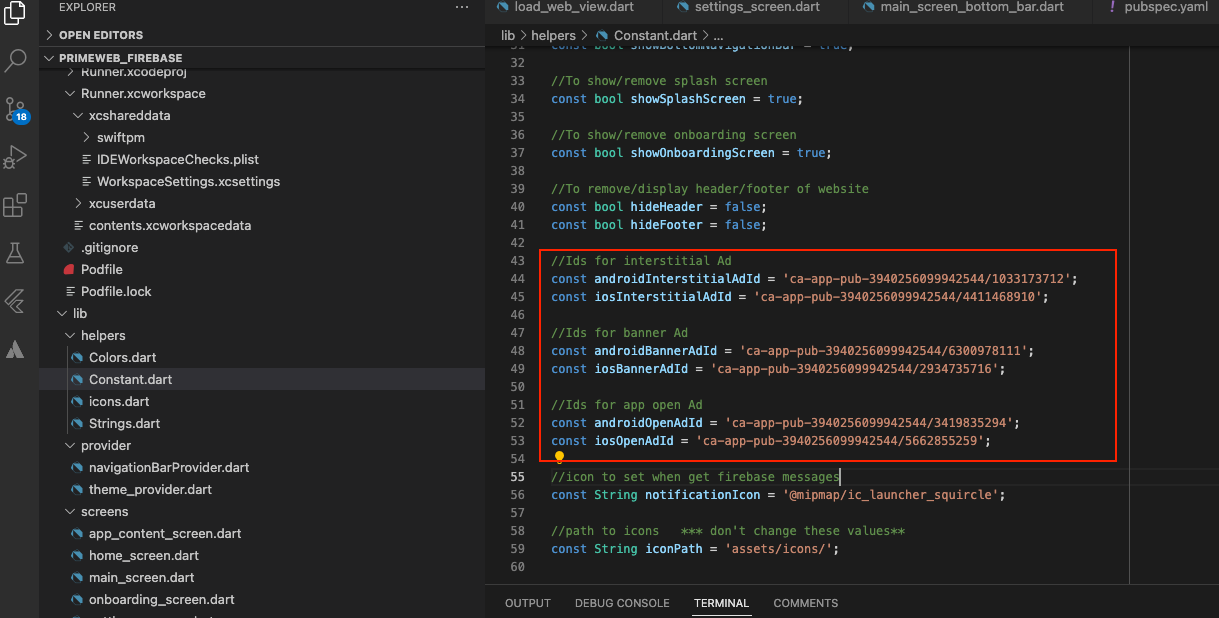 EXPLORER
...
OPEN EDITORS
PRIMEWEB_FIREBASE
Runner.xcodeproj
Runner.xcworkspace
xcshareddata
swiftpm
IDEWorkspaceChecks.plist
WorkspaceSettings.xcsettings
xcuserdata
contents.xcworkspacedata
.gitignore
Podfile
Podfile.lock
lib
helpers
Colors.dart
Constant.dart
icons.dart
Strings.dart
provider
navigationBarProvider.dart
theme_provider.dart
screens
app_content_screen.dart
home_screen.dart
main_screen.dart
onboarding_screen.dart
18
load_web_view.dart
settings_screen.dart
main_screen_bottom_bar.dart
! pubspec.yaml
lib > helpers > Constant.dart > ...
31 const bool showBottomNavigationBar = true;
32
33 //To show/remove splash screen
34 const bool showSplashScreen = true;
35
36 //To show/remove onboarding screen
37 const bool showOnboardingScreen = true;
38
39 //To remove/display header/footer of website
40 const bool hideHeader = false;
41 const bool hideFooter = false;
42
43 //Ids for interstitial Ad
44 const androidInterstitialAdId = 'ca-app-pub-3940256099942544/1033173712';
45 const iosInterstitialAdId = 'ca-app-pub-3940256099942544/4411468910';
46
47 //Ids for banner Ad
48 const androidBannerAdId = 'ca-app-pub-3940256099942544/6300978111';
49 const iosBannerAdId = 'ca-app-pub-3940256099942544/2934735716';
50
51 //Ids for app open Ad
52 const androidOpenAdId = 'ca-app-pub-3940256099942544/3419835294';
53 const iosOpenAdId = 'ca-app-pub-3940256099942544/5662855259';
54
55 //icon to set when get firebase messages
56 const String notificationIcon = '@mipmap/ic_launcher_squircle';
57
58 //path to icons   *** don't change these values**
59 const String iconPath = 'assets/icons/';
60
OUTPUT
DEBUG CONSOLE
TERMINAL
COMMENTS